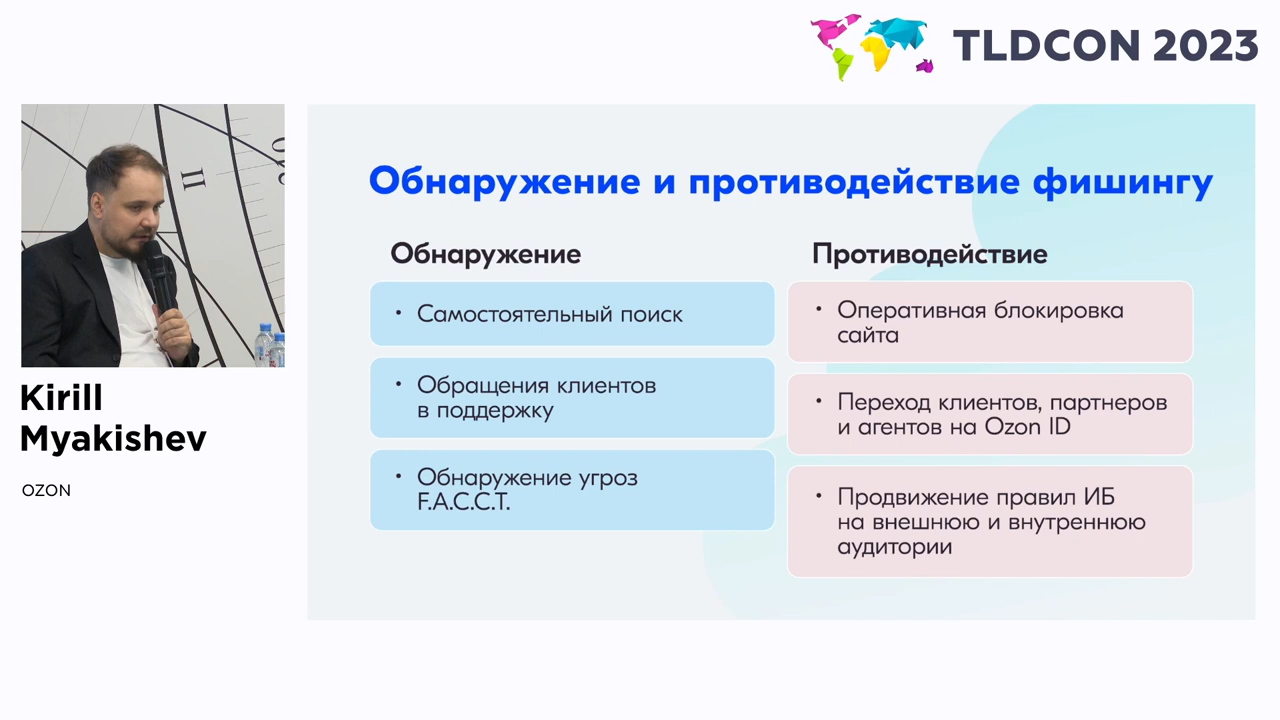 TLDCON 2023
II
Kirill
Myakishev
OZON
Обнаружение и противодействие фишингу
Обнаружение
• Самостоятельный поиск
• Обращения клиентов
в поддержку
• Обнаружение угроз
F.A.C.C.T.
Противодействие
• Оперативная блокировка
сайта
• Переход клиентов, партнеров
и агентов на Ozon ID
• Продвижение правил ИБ
на внешнюю и внутреннюю
аудитории